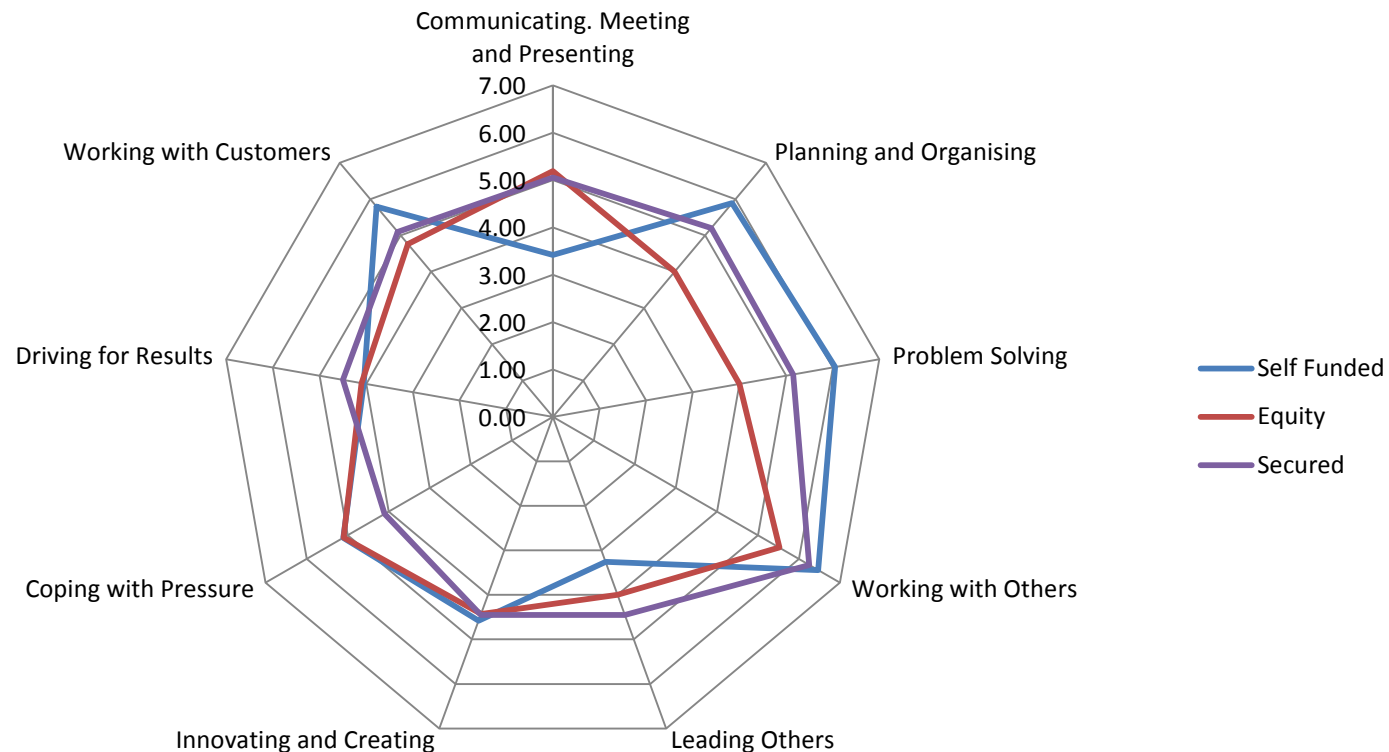 Communicating. Meeting
and Presenting
7.00
6.00
5.00
4.00
3.00
2.00
1.00
0.00
Working with Customers
Planning and Organising
Driving for Results
Problem Solving
Coping with Pressure
Working with Others
Innovating and Creating
Leading Others
Self Funded
Equity
Secured